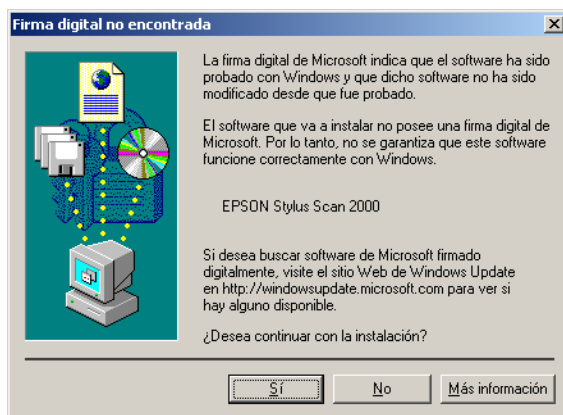 Firma digital no encontrada
La firma digital de Microsoft indica que el software ha sido
probado con Windows y que dicho software no ha sido
modificado desde que fue probado.
El software que va a instalar no posee una firma digital de
Microsoft. Por lo tanto, no se garantiza que este software
funcione correctamente con Windows.
EPSON Stylus Scan 2000
Si desea buscar software de Microsoft firmado
digitalmente, visite el sitio Web de Windows Update
en http://windowsupdate.microsoft.com para ver si
hay alguno disponible.
¿Desea continuar con la instalación?
Sí No Más información